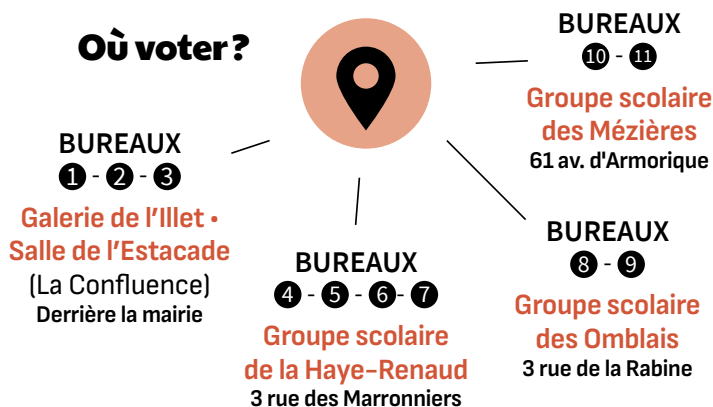 Où voter ?
BUREAUX
1 - 2 - 3
Galerie de l’Illet •
Salle de l’Estacade
(La Confluence)
Derrière la mairie
BUREAUX
4 - 5 - 6 - 7
Groupe scolaire
de la Haye-Renaud
3 rue des Marronniers
BUREAUX
8 - 9
Groupe scolaire
des Omblais
3 rue de la Rabine
BUREAUX
10 - 11
Groupe scolaire
des Mézières
61 av. d'Armorique